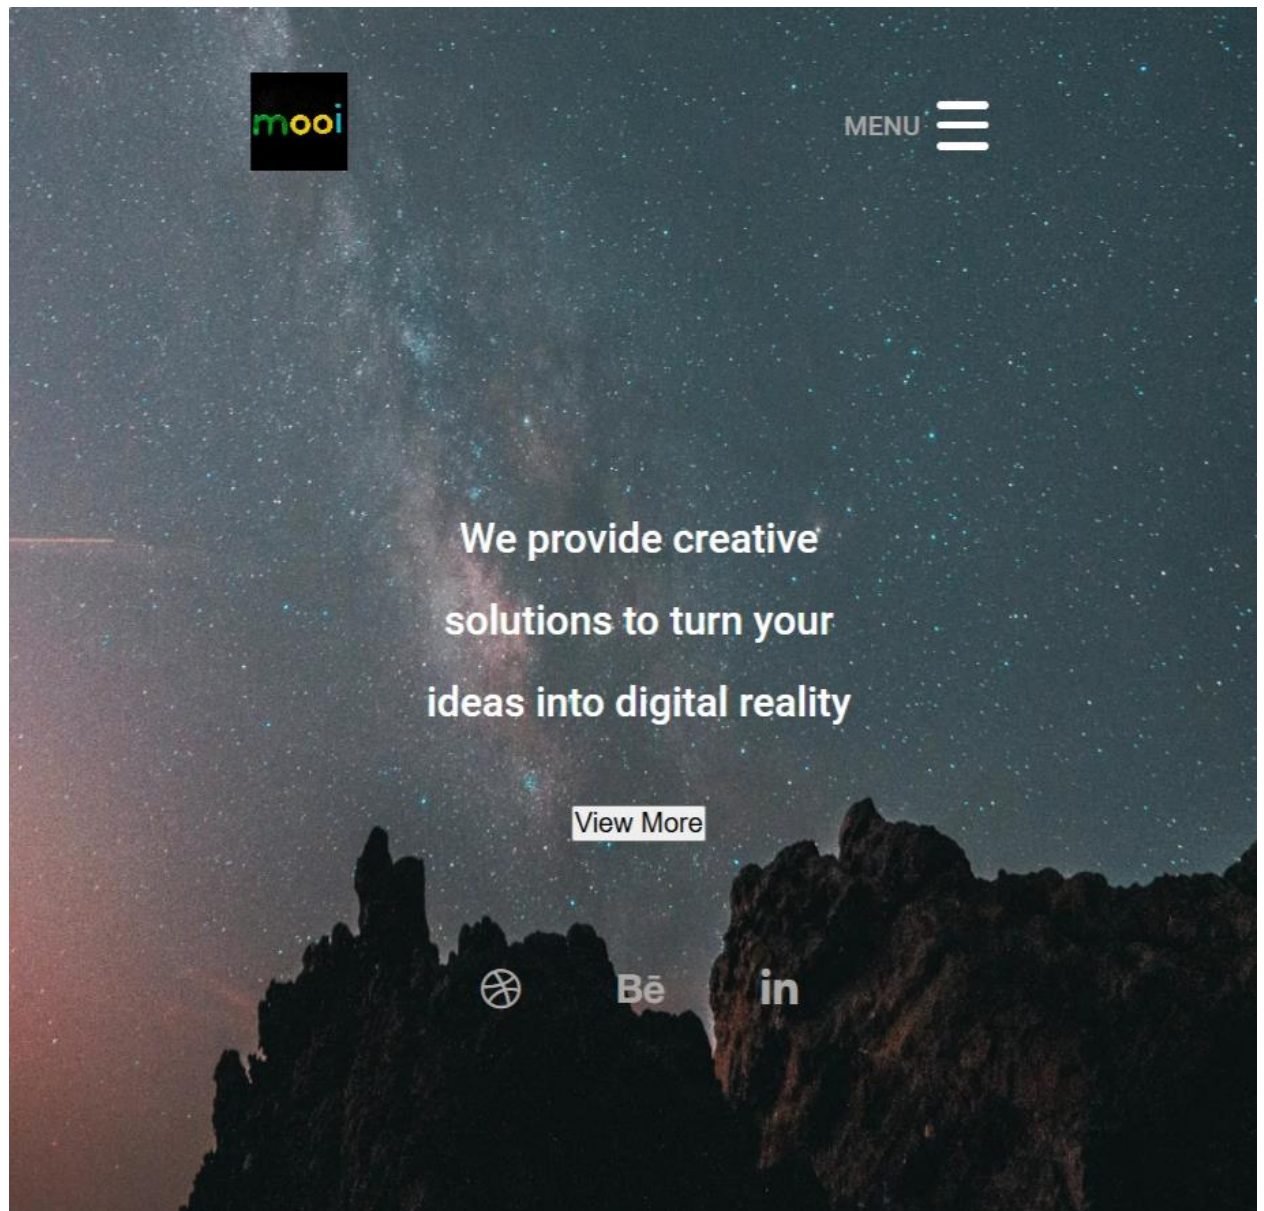 mooi
MENU
We provide creative
solutions to turn your
ideas into digital reality
View More
Bē
in